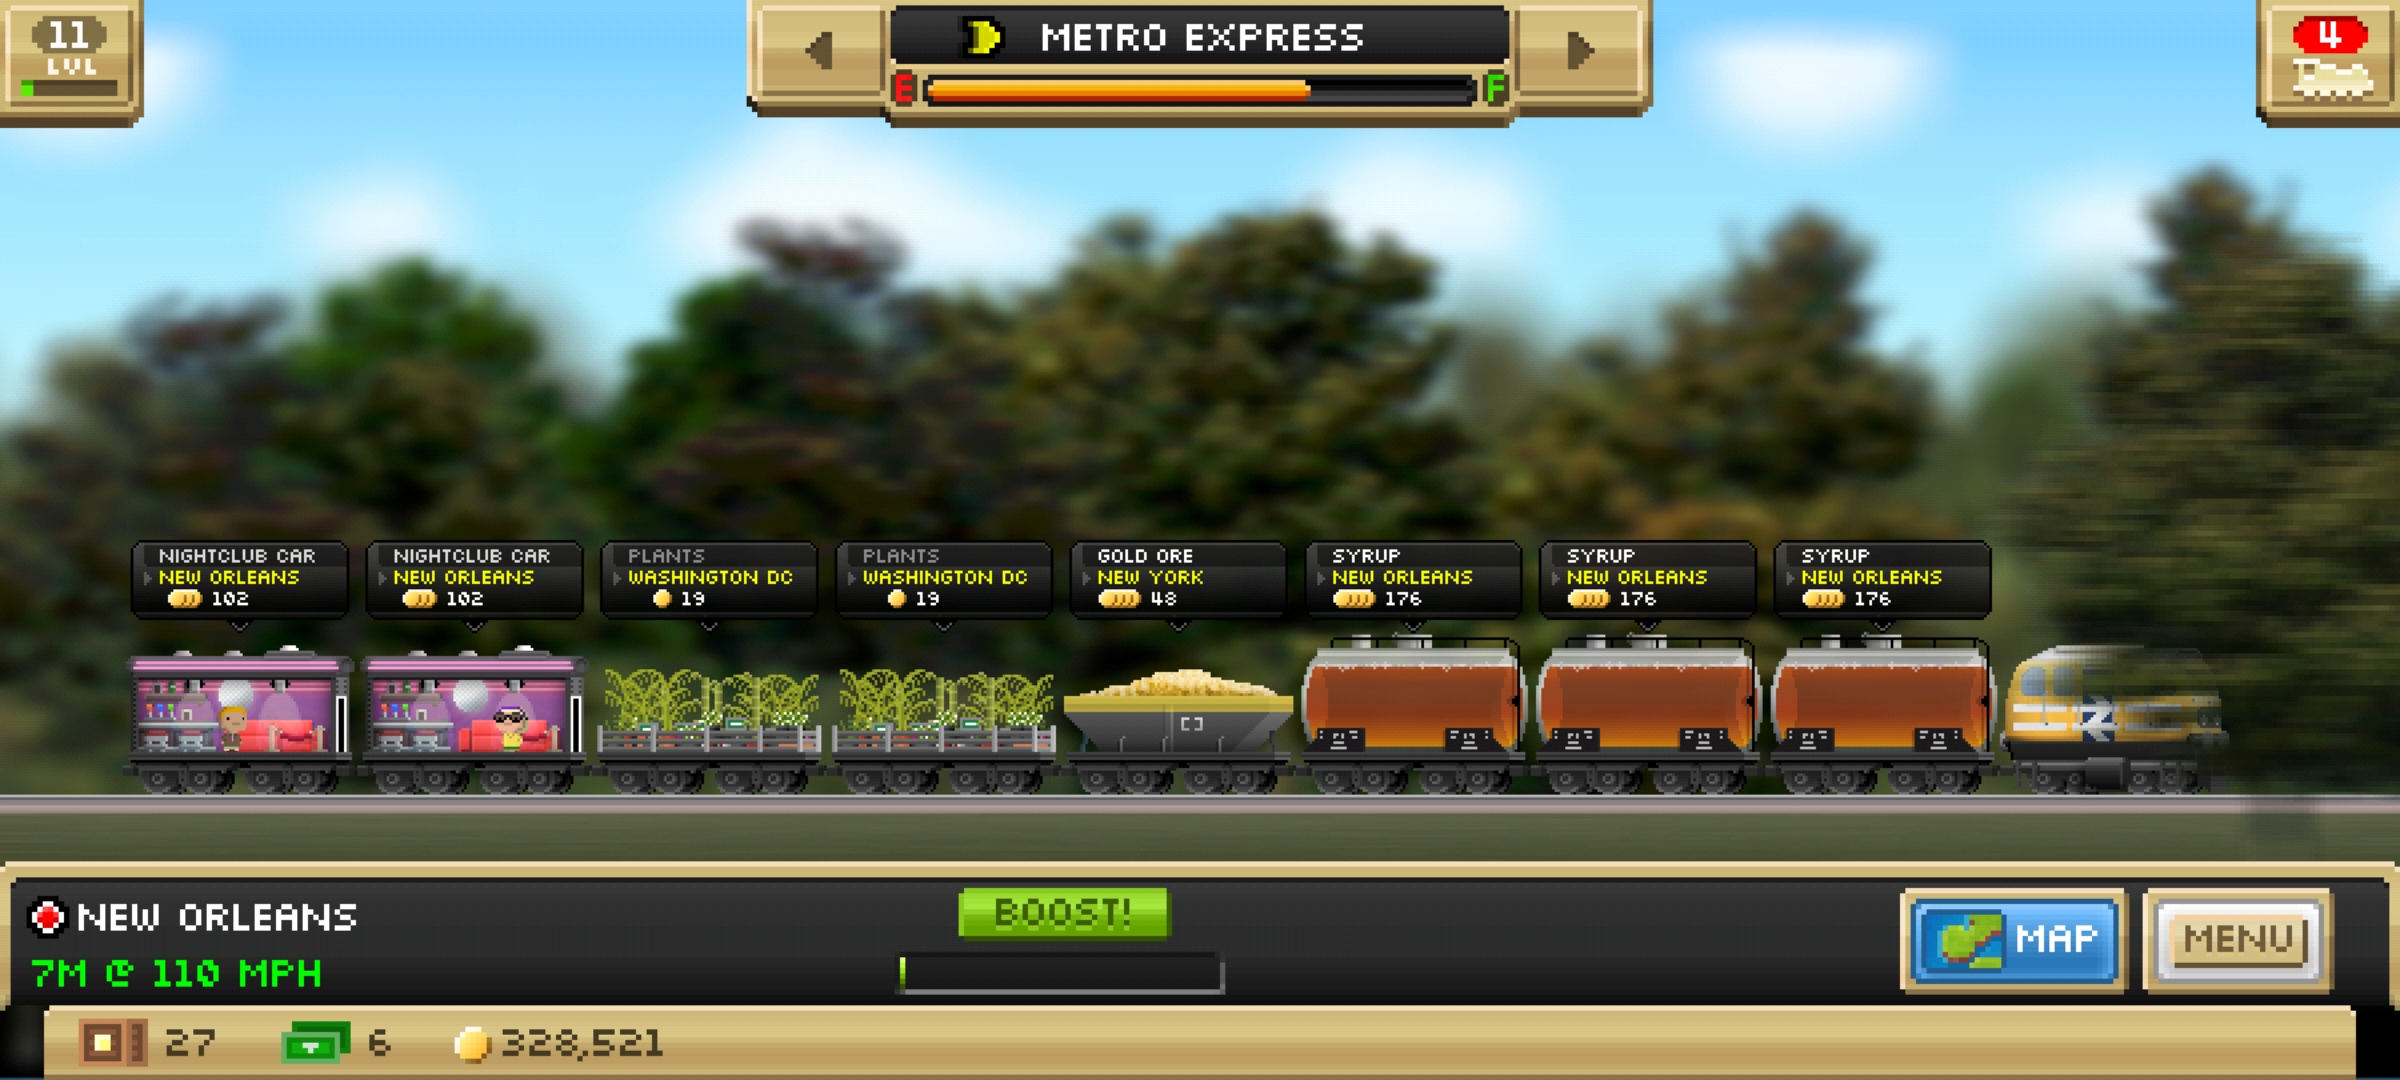 11
LVL
METRO EXPRESS
E
F
4
NIGHTCLUB CAR
NEW ORLEANS
102
NIGHTCLUB CAR
NEW ORLEANS
102
PLANTS
WASHINGTON DC
19
PLANTS
WASHINGTON DC
19
GOLD ORE
NEW YORK
48
SYRUP
NEW ORLEANS
176
SYRUP
NEW ORLEANS
176
SYRUP
NEW ORLEANS
176
NEW ORLEANS
7M @ 110 MPH
BOOST!
MAP
MENU
27
6
328,521